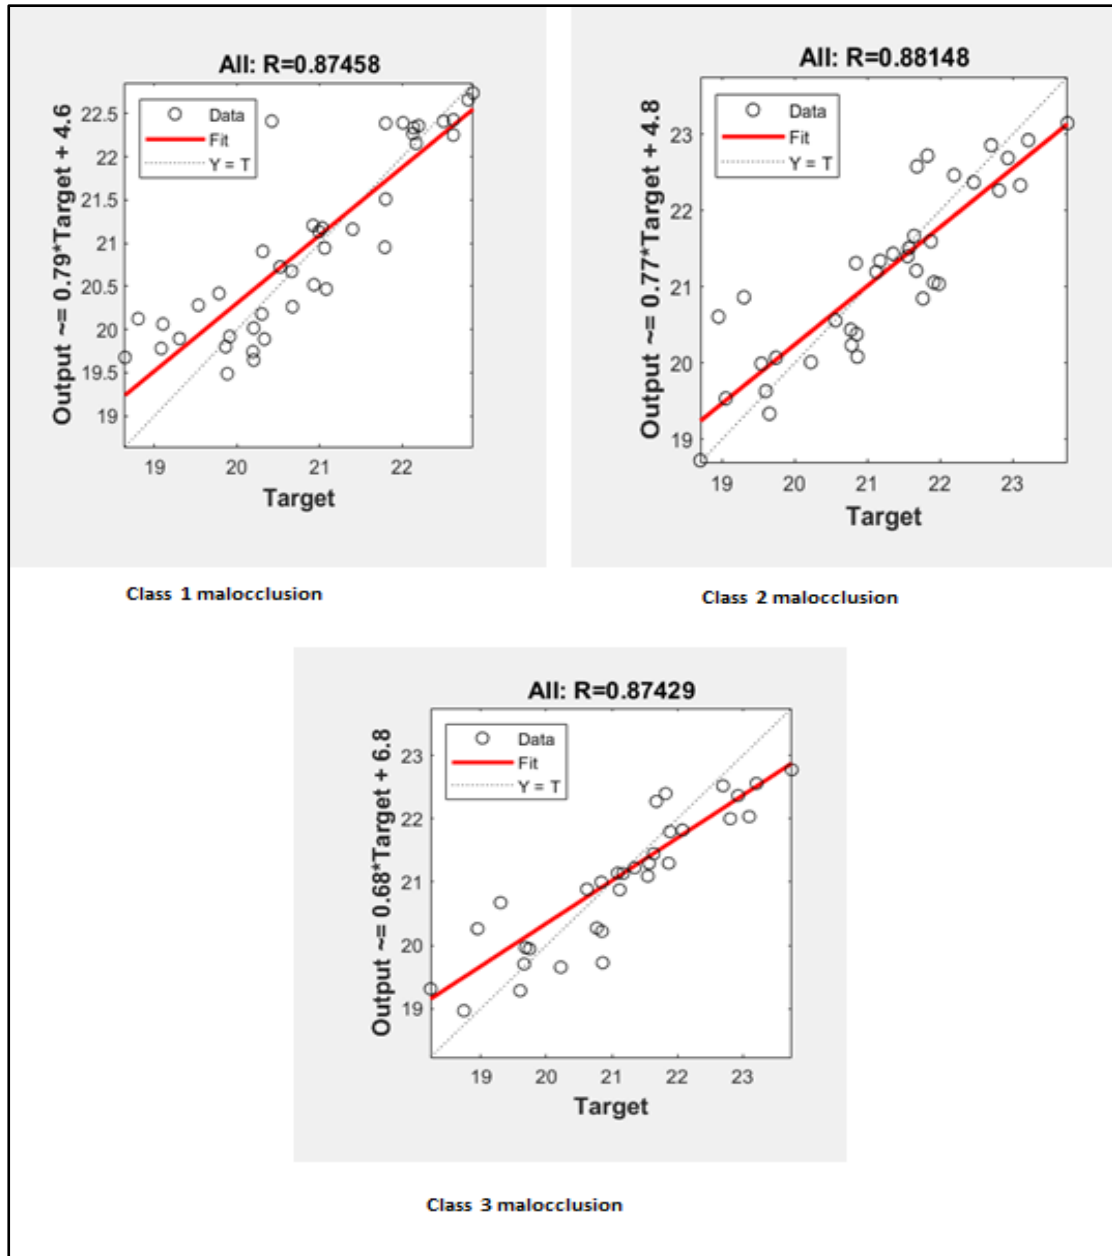 All: R=0.87458
Output ~= 0.79*Target + 4.6
Data
Fit
Y = T
22.5
22
21.5
21
20.5
20
19.5
19
19 20 21 22
Target
Class 1 malocclusion
All: R=0.88148
Output ~= 0.77*Target + 4.8
Data
Fit
Y = T
23
22
21
20
19
19 20 21 22 23
Target
Class 2 malocclusion
All: R=0.87429
Output ~= 0.68*Target + 6.8
Data
Fit
Y = T
23
22
21
20
19
19 20 21 22 23
Target
Class 3 malocclusion